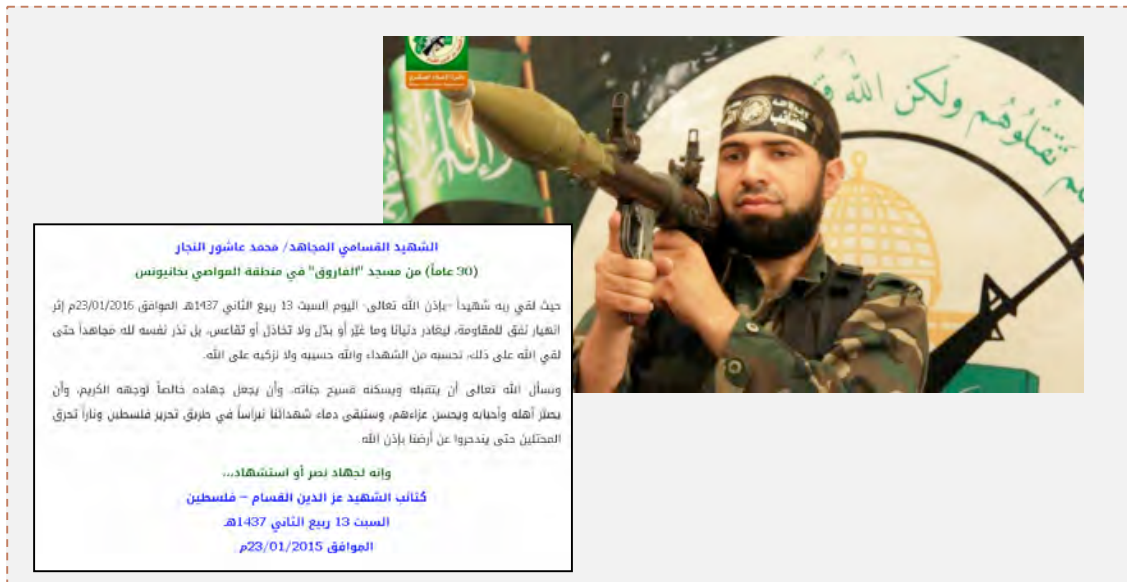 ولكن الله
تقتلوهم
كتائب
الشهيد القسامي المجاهد/ محمد عاشور النجار
(30 عاماً) من مسجد "الفاروق" في منطقة المواصي بخانيونس
حيث لقي ربه شهيداً -بإذن الله تعالى- اليوم السبت 13 ربيع الثاني 1437هـ الموافق 23/01/2016م إثر
انهيار نفق للمقاومة، ليغادر دنيانا وما غيّر أو بدّل ولا تخاذل أو تقاعس، بل نذر نفسه لله مجاهداً حتى
لقي الله على ذلك، نحسبه من الشهداء والله حسيبه ولا نزكيه على الله.
ونسأل الله تعالى أن يتقبله ويسكنه فسيح جناته، وأن يجعل جهاده خالصاً لوجهه الكريم، وأن
يصبّر أهله وأحبابه ويحسن عزاءهم، وستبقى دماء شهدائنا نبراساً في طريق تحرير فلسطين وناراً تحرق
المحتلين حتى يندحروا عن أرضنا بإذن الله.
وإنه لجهاد نصر أو استشهاد...
كتائب الشهيد عز الدين القسام – فلسطين
السبت 13 ربيع الثاني 1437هـ
الموافق 23/01/2015م